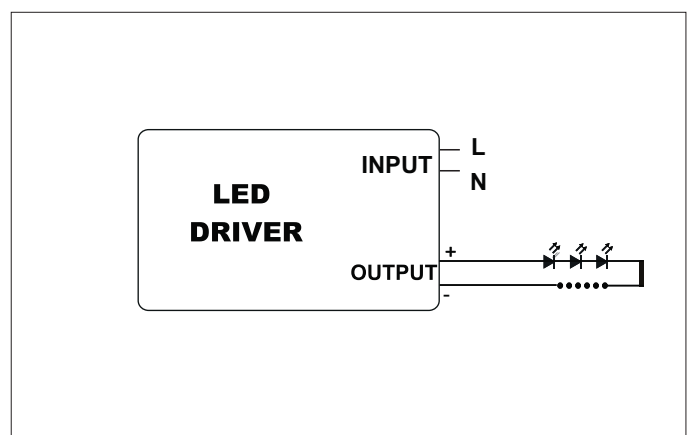 INPUT
L
N
LED
DRIVER
+
OUTPUT
-